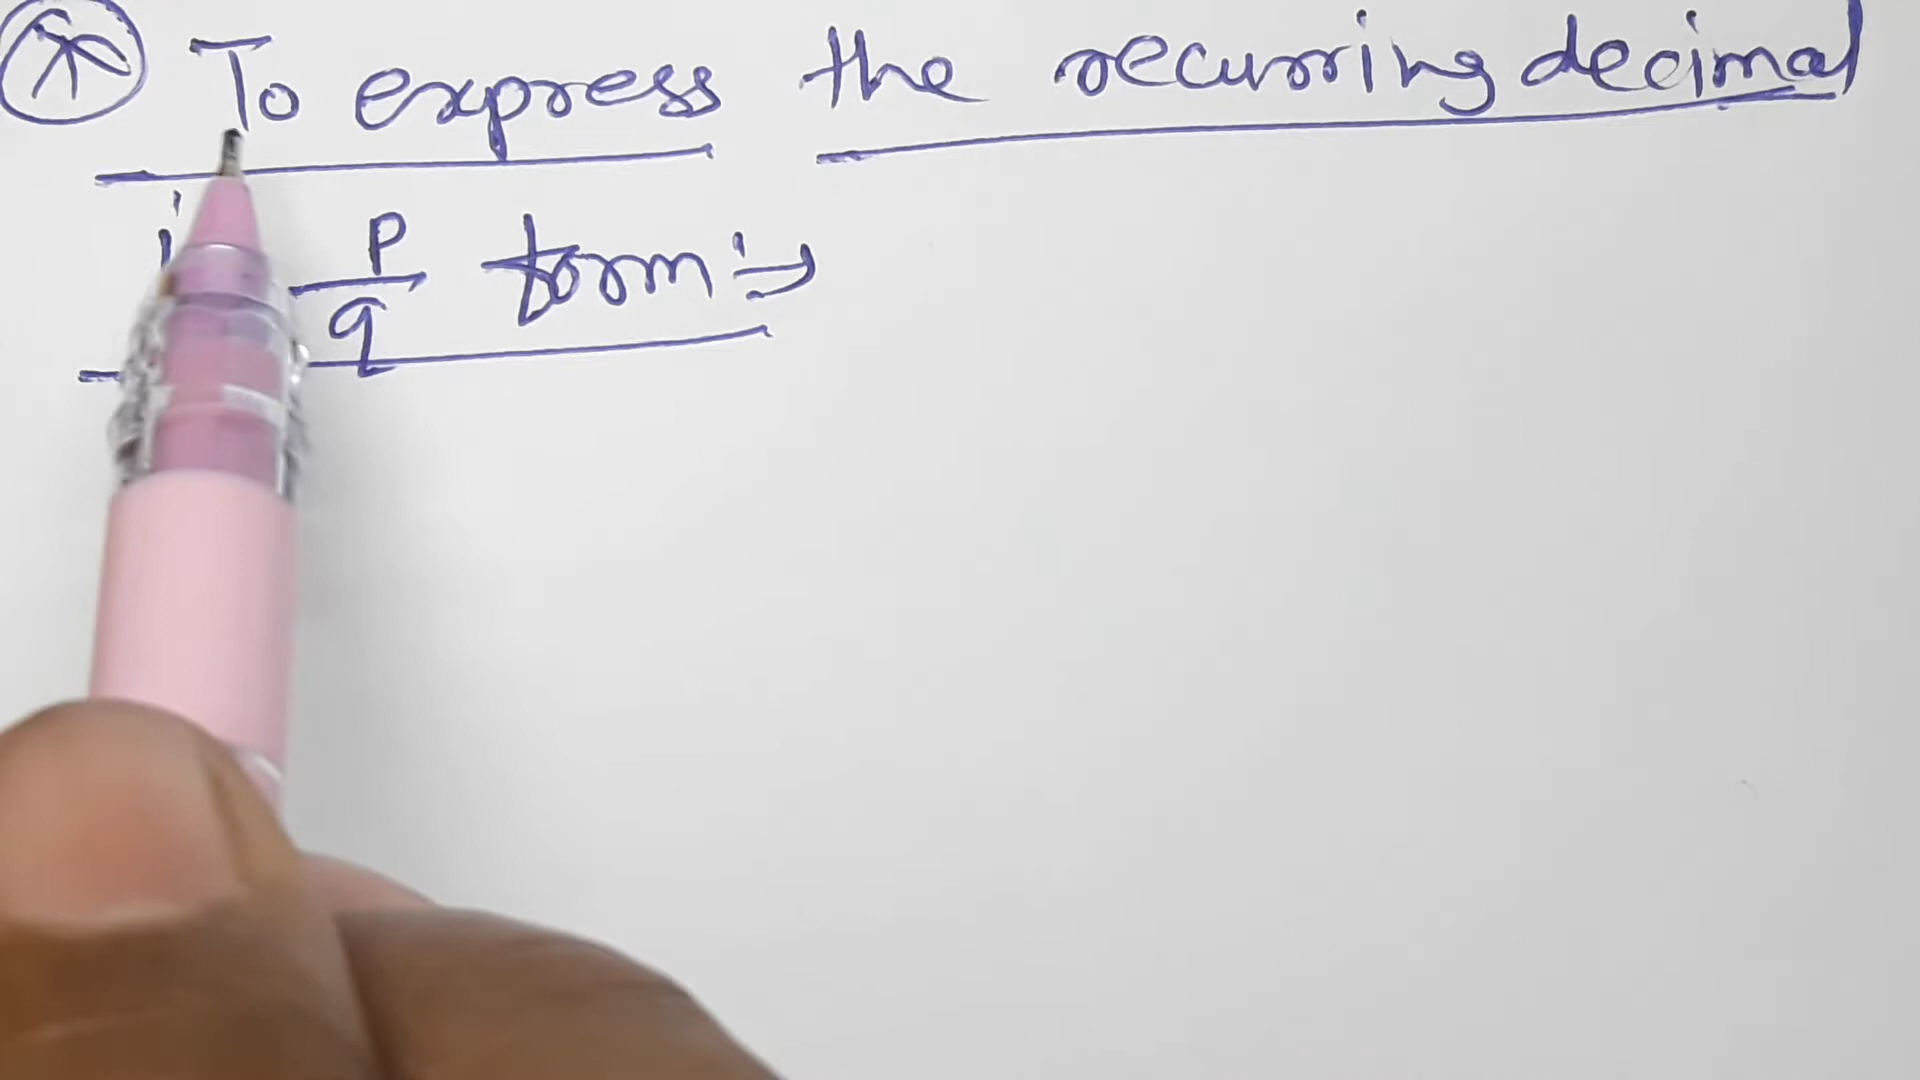 To express the recurring decimal
p/q form :→